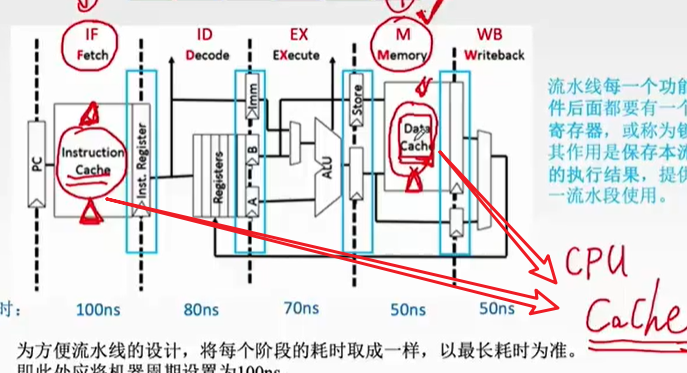 IF ID EX M WB
Fetch Decode EXecute Memory Writeback
PC
Instruction
Cache
Inst. Register
Registers
Imm
B
A
ALU
Store
Data
Cache
流水线每一个功能
件后面都要有一个
寄存器，或称为锁
其作用是保存本流
的执行结果，提供
一流水段使用。
CPU
Cache
时： 100ns 80ns 70ns 50ns 50ns
为方便流水线的设计，将每个阶段的耗时取成一样，以最长耗时为准。
即此处应将机器周期设置为100ns。